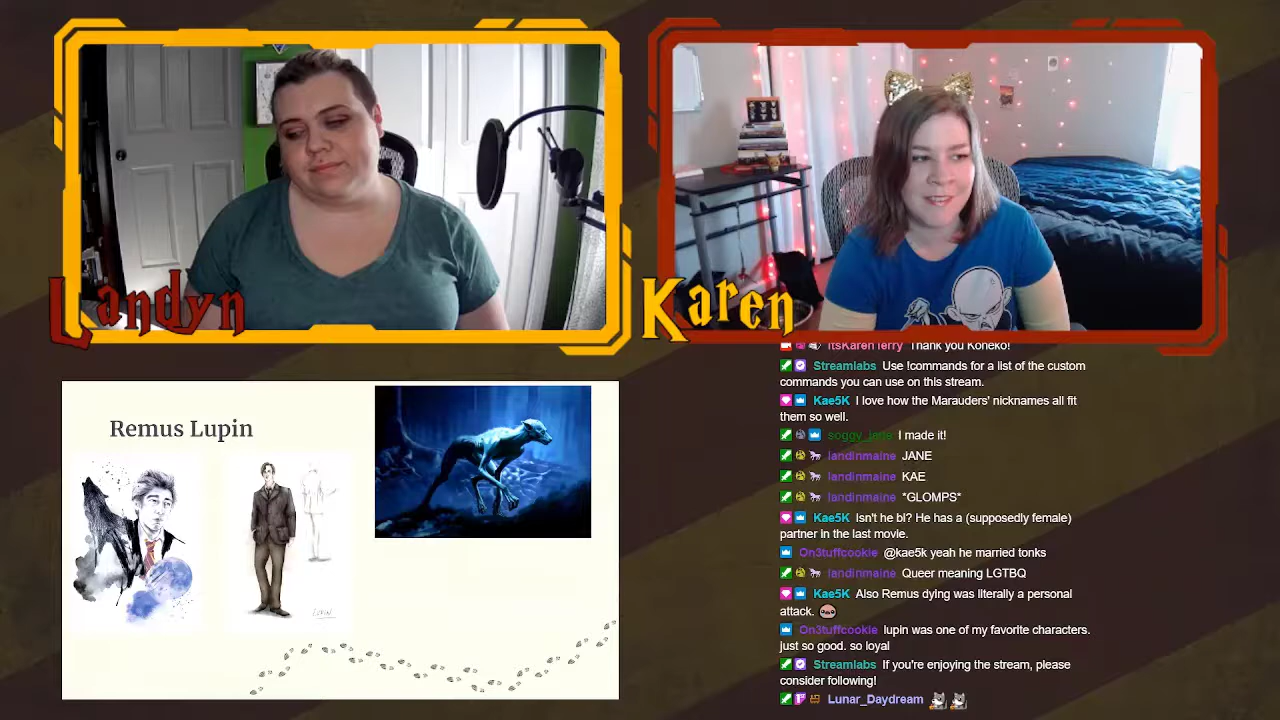 Landyn
Karen
Remus Lupin
LUPIN
ItsKarenTerry Thank you Koneko!
Streamlabs Use !commands for a list of the custom
commands you can use on this stream.
Kae5K I love how the Marauders' nicknames all fit
them so well.
I made it!
landinmaine JANE
landinmaine KAE
landinmaine *GLOMPS*
Kae5K Isn't he bi? He has a (supposedly female)
partner in the last movie.
On3tuffcookie @kae5k yeah he married tonks
landinmaine Queer meaning LGTBQ
Kae5K Also Remus dying was literally a personal
attack.
On3tuffcookie lupin was one of my favorite characters.
just so good. so loyal
Streamlabs If you're enjoying the stream, please
consider following!
Lunar_Daydream